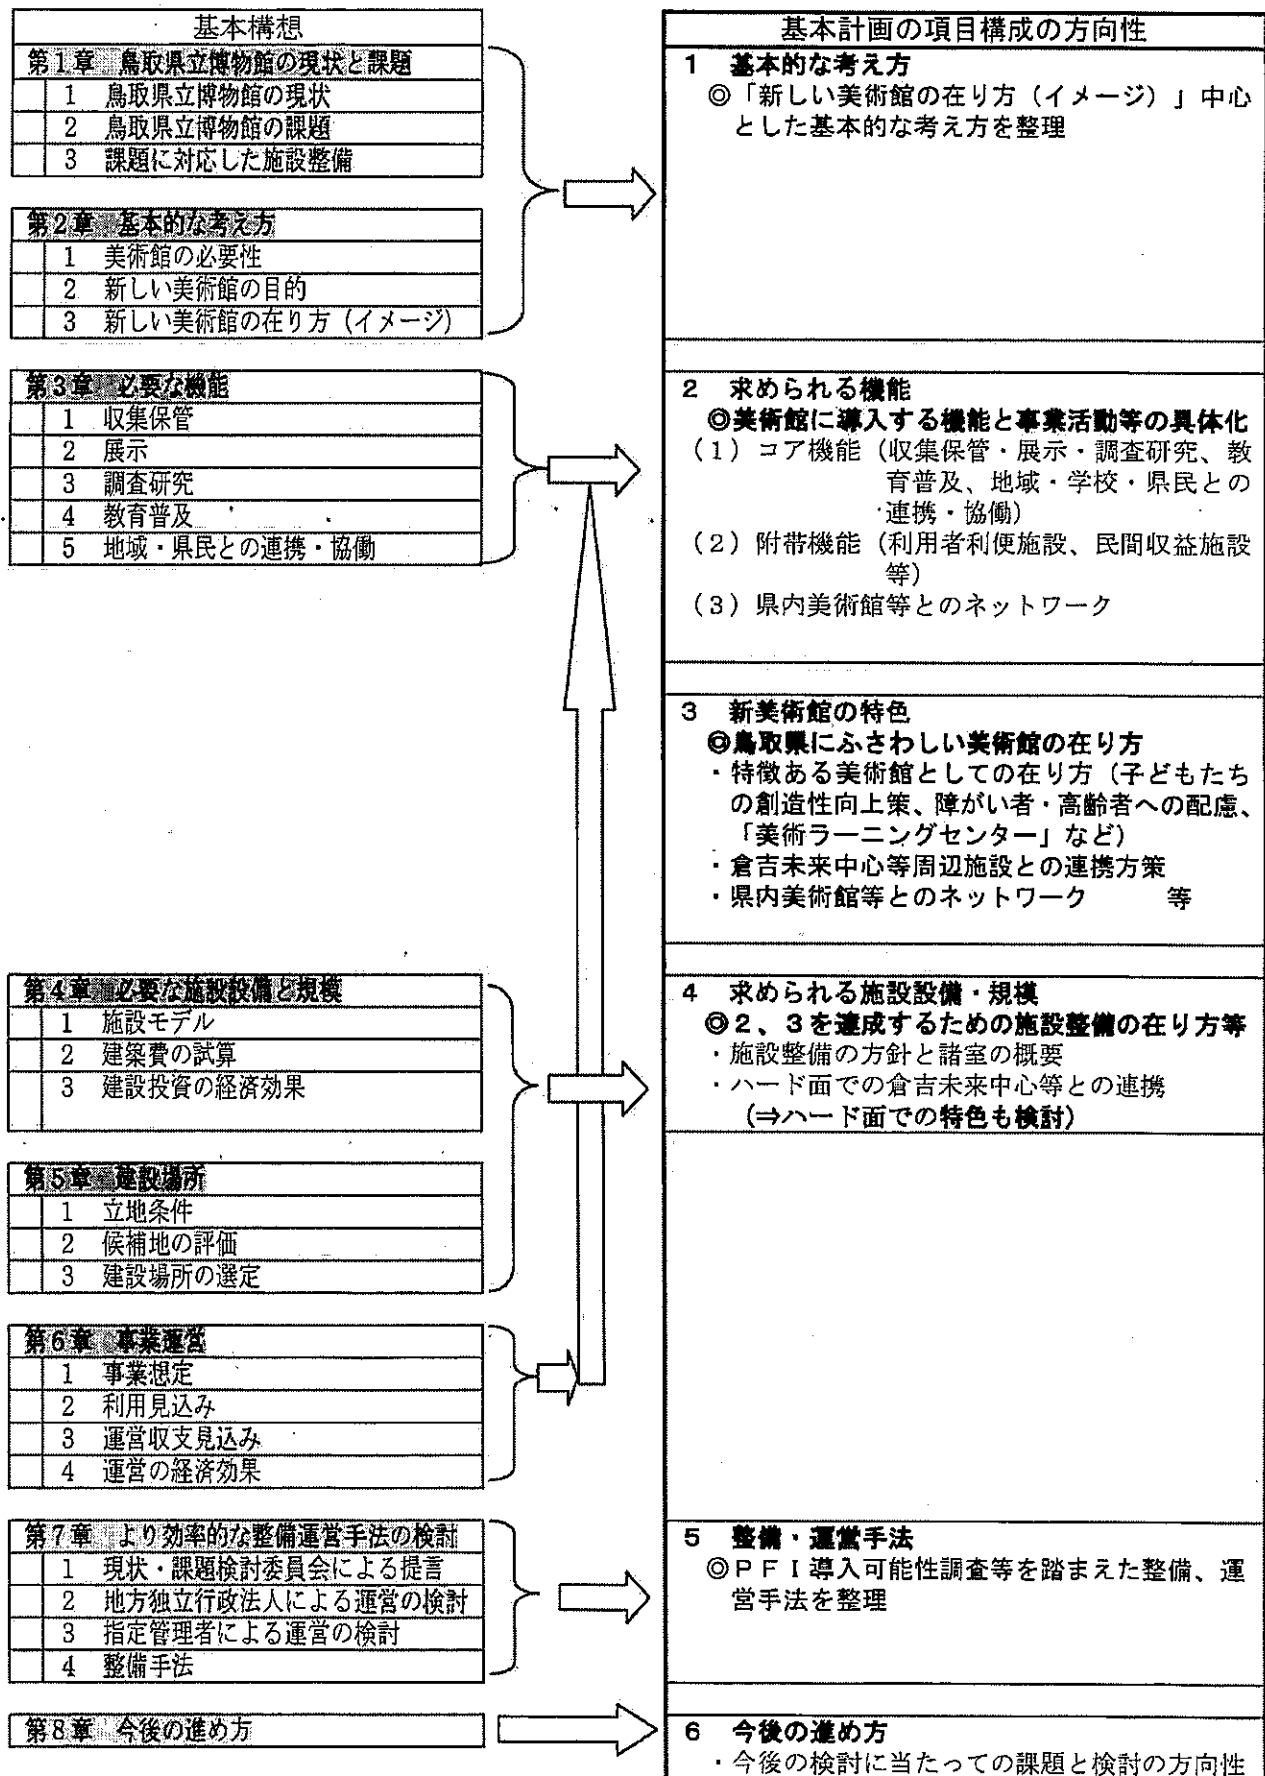 基本構想
第1章 鳥取県立博物館の現状と課題
1 鳥取県立博物館の現状
2 鳥取県立博物館の課題
3 課題に対応した施設整備
第2章 基本的な考え方
1 美術館の必要性
2 新しい美術館の目的
3 新しい美術館の在り方（イメージ）
第3章 必要な機能
1 収集保管
2 展示
3 調査研究
4 教育普及
5 地域・県民との連携・協働
第4章 必要な施設設備と規模
1 施設モデル
2 建築費の試算
3 建設投資の経済効果
第5章 建設場所
1 立地条件
2 候補地の評価
3 建設場所の選定
第6章 事業運営
1 事業想定
2 利用見込み
3 運営収支見込み
4 運営の経済効果
第7章 より効率的な整備運営手法の検討
1 現状・課題検討委員会による提言
2 地方独立行政法人による運営の検討
3 指定管理者による運営の検討
4 整備手法
第8章 今後の進め方
基本計画の項目構成の方向性
1 基本的な考え方
◎「新しい美術館の在り方（イメージ）」中心
とした基本的な考え方を整理
2 求められる機能
◎美術館に導入する機能と事業活動等の具体化
（1）コア機能（収集保管・展示・調査研究、教
育普及、地域・学校・県民との
連携・協働）
（2）附帯機能（利用者利便施設、民間収益施設
等）
（3）県内美術館等とのネットワーク
3 新美術館の特色
◎鳥取県にふさわしい美術館の在り方
・特徴ある美術館としての在り方（子どもたち
の創造性向上策、障がい者・高齢者への配慮、
「美術ラーニングセンター」など）
・倉吉未来中心等周辺施設との連携方策
・県内美術館等とのネットワーク 等
4 求められる施設設備・規模
◎2、3を達成するための施設整備の在り方等
・施設整備の方針と諸室の概要
・ハード面での倉吉未来中心等との連携
（⇒ハード面での特色も検討）
5 整備・運営手法
◎PFI導入可能性調査等を踏まえた整備、運
営手法を整理
6 今後の進め方
・今後の検討に当たっての課題と検討の方向性